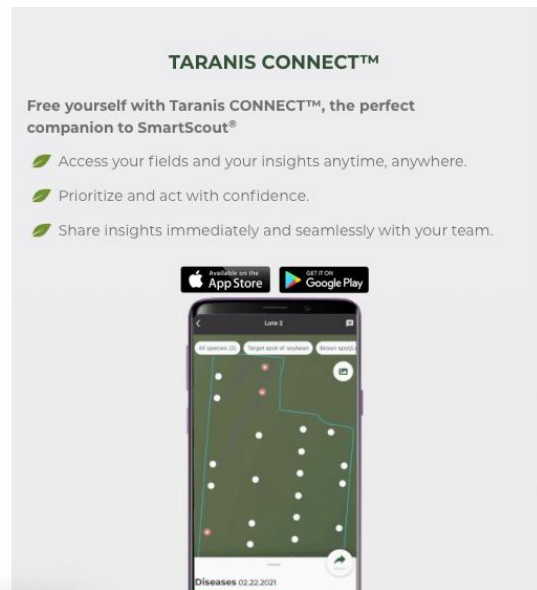 TARANIS CONNECT™
Free yourself with Taranis CONNECT™, the perfect
companion to SmartScout®
Access your fields and your insights anytime, anywhere.
Prioritize and act with confidence.
Share insights immediately and seamlessly with your team.
Available on the
App Store
GET IT ON
Google Play
Lote 2
All species (2)
Target spot of soybean
Brown spot
Diseases 02.22.2021